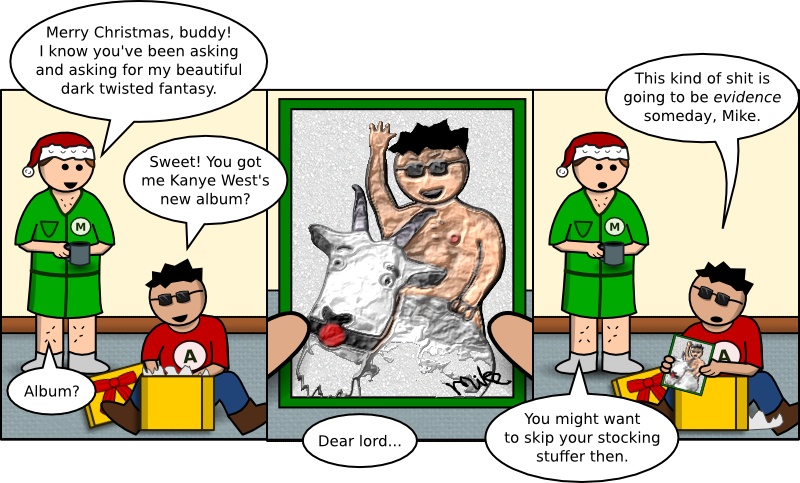 Merry Christmas, buddy!
I know you've been asking
and asking for my beautiful
dark twisted fantasy.
Sweet! You got
me Kanye West's
new album?
M
A
Album?
Mike
Dear lord...
This kind of shit is
going to be evidence
someday, Mike.
M
A
You might want
to skip your stocking
stuffer then.